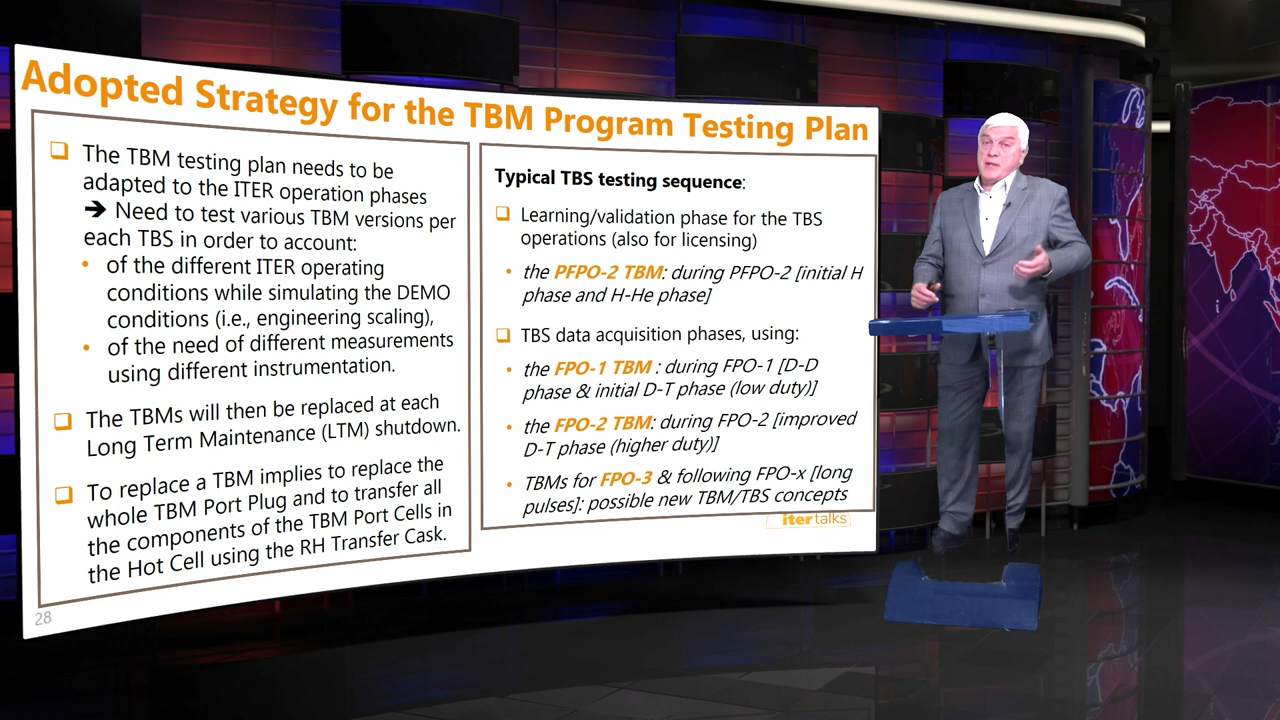 Adopted Strategy for the TBM Program Testing Plan
❑ The TBM testing plan needs to be
adapted to the ITER operation phases
➔ Need to test various TBM versions per
each TBS in order to account:
• of the different ITER operating
conditions while simulating the DEMO
conditions (i.e., engineering scaling),
• of the need of different measurements
using different instrumentation.
❑ The TBMs will then be replaced at each
Long Term Maintenance (LTM) shutdown.
❑ To replace a TBM implies to replace the
whole TBM Port Plug and to transfer all
the components of the TBM Port Cells in
the Hot Cell using the RH Transfer Cask.
Typical TBS testing sequence:
❑ Learning/validation phase for the TBS
operations (also for licensing)
• the PFPO-2 TBM: during PFPO-2 [initial H
phase and H-He phase]
❑ TBS data acquisition phases, using:
• the FPO-1 TBM : during FPO-1 [D-D
phase & initial D-T phase (low duty)]
• the FPO-2 TBM: during FPO-2 [improved
D-T phase (higher duty)]
• TBMs for FPO-3 & following FPO-x [long
pulses]: possible new TBM/TBS concepts
iter talks
28